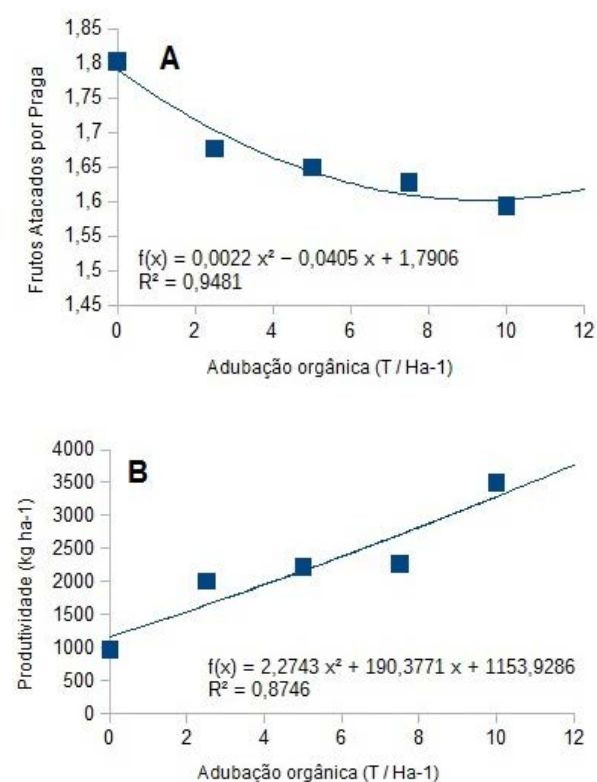 1,85
1,8
1,75
1,7
1,65
1,6
1,55
1,5
1,45
A
Frutos Atacados por Praga
f(x) = 0,0022 x² − 0,0405 x + 1,7906
R² = 0,9481
0 2 4 6 8 10 12
Adubação orgânica (T / Ha-1)
4000
3500
3000
2500
2000
1500
1000
500
0
B
Produtividade (kg ha-1)
f(x) = 2,2743 x² + 190,3771 x + 1153,9286
R² = 0,8746
0 2 4 6 8 10 12
Adubação orgânica (T / Ha-1)